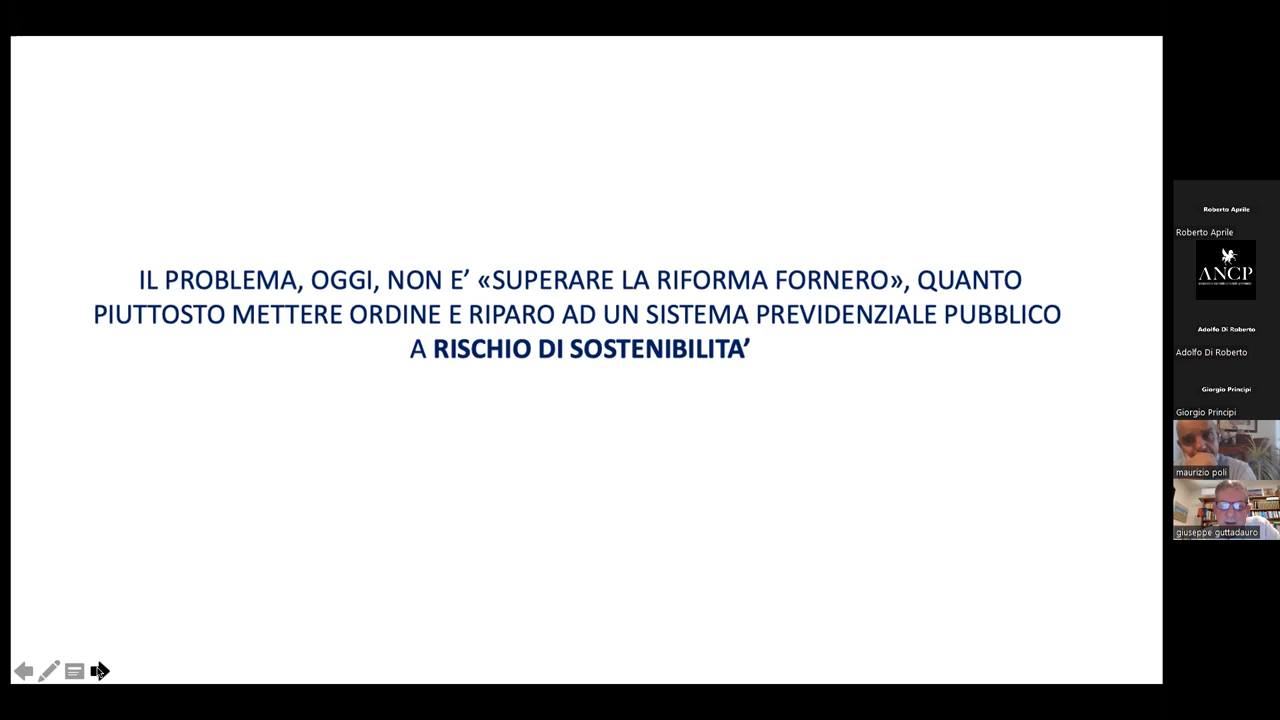 IL PROBLEMA, OGGI, NON E’ «SUPERARE LA RIFORMA FORNERO», QUANTO
PIUTTOSTO METTERE ORDINE E RIPARO AD UN SISTEMA PREVIDENZIALE PUBBLICO
A RISCHIO DI SOSTENIBILITA’
Roberto Aprile
Roberto Aprile
ANCP
Adolfo Di Roberto
Adolfo Di Roberto
Giorgio Principi
Giorgio Principi
maurizio poli
giuseppe guttadauro